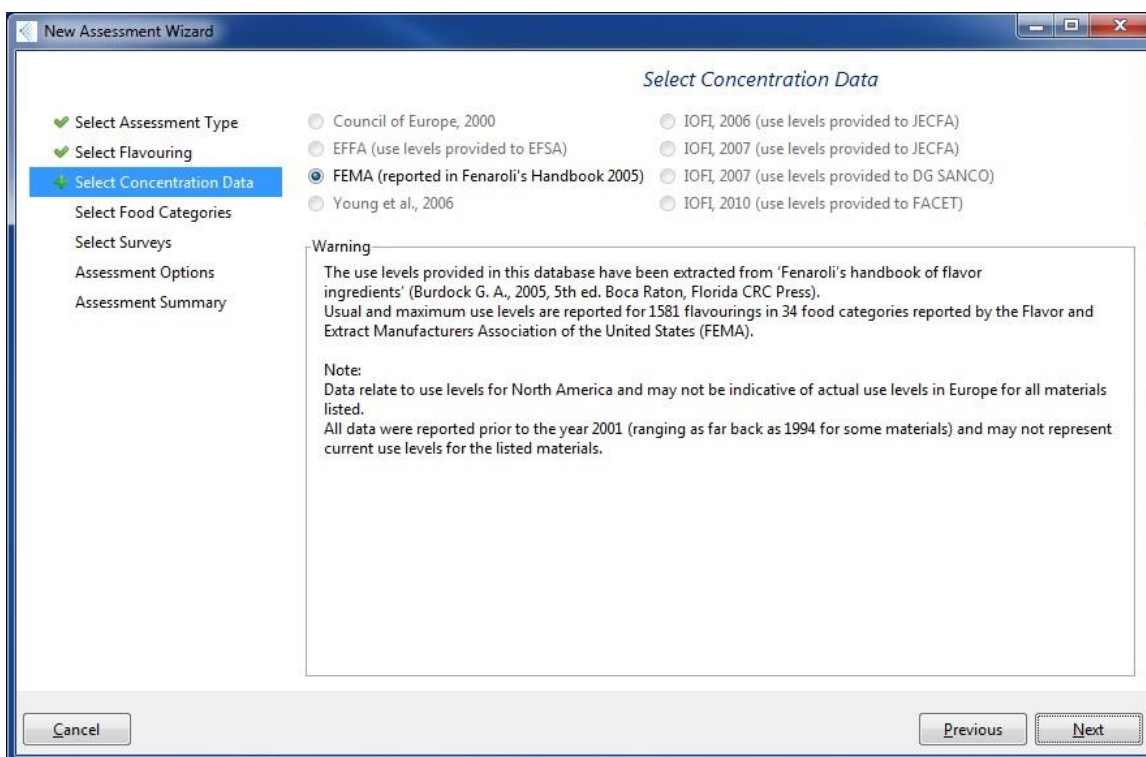 New Assessment Wizard
Select Concentration Data
Select Assessment Type
Select Flavouring
Select Concentration Data
Select Food Categories
Select Surveys
Assessment Options
Assessment Summary
Council of Europe, 2000
EFFA (use levels provided to EFSA)
FEMA (reported in Fenaroli's Handbook 2005)
Young et al., 2006
IOFI, 2006 (use levels provided to JECFA)
IOFI, 2007 (use levels provided to JECFA)
IOFI, 2007 (use levels provided to DG SANCO)
IOFI, 2010 (use levels provided to FACET)
Warning
The use levels provided in this database have been extracted from 'Fenaroli's handbook of flavor
ingredients' (Burdock G. A., 2005, 5th ed. Boca Raton, Florida CRC Press).
Usual and maximum use levels are reported for 1581 flavourings in 34 food categories reported by the Flavor and
Extract Manufacturers Association of the United States (FEMA).
Note:
Data relate to use levels for North America and may not be indicative of actual use levels in Europe for all materials
listed.
All data were reported prior to the year 2001 (ranging as far back as 1994 for some materials) and may not represent
current use levels for the listed materials.
Cancel
Previous
Next